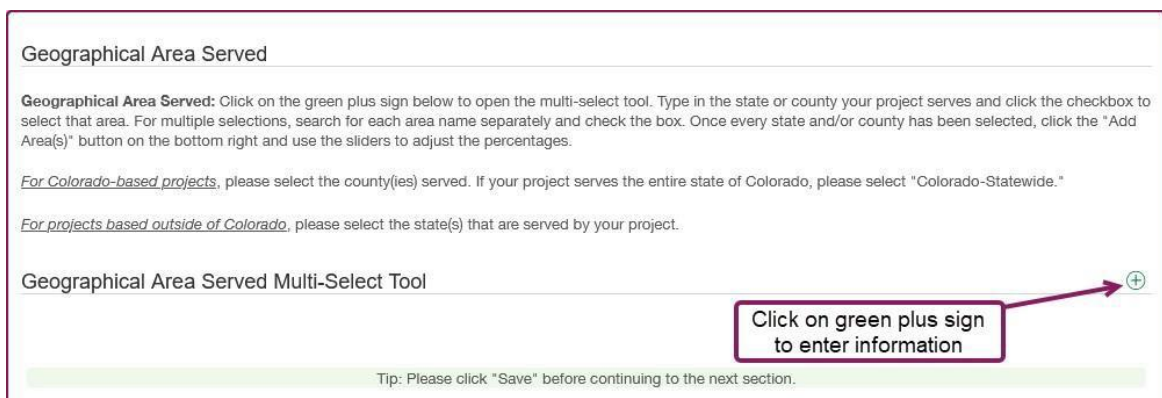 Geographical Area Served
Geographical Area Served: Click on the green plus sign below to open the multi-select tool. Type in the state or county your project serves and click the checkbox to
select that area. For multiple selections, search for each area name separately and check the box. Once every state and/or county has been selected, click the "Add
Area(s)" button on the bottom right and use the sliders to adjust the percentages.
For Colorado-based projects, please select the county(ies) served. If your project serves the entire state of Colorado, please select "Colorado-Statewide."
For projects based outside of Colorado, please select the state(s) that are served by your project.
Geographical Area Served Multi-Select Tool
Click on green plus sign
to enter information
Tip: Please click "Save" before continuing to the next section.